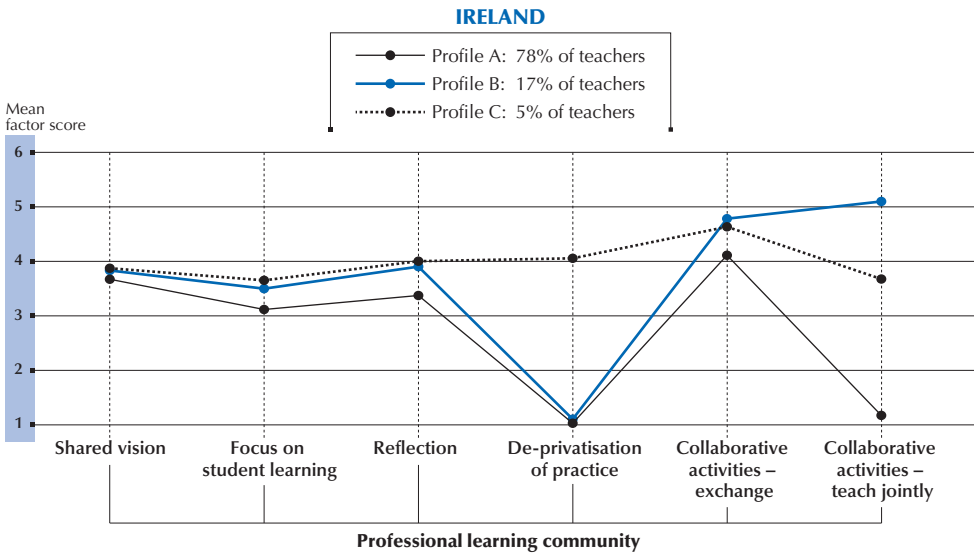 IRELAND
Profile A: 78% of teachers
Profile B: 17% of teachers
Profile C: 5% of teachers
Mean
factor score
6
5
4
3
2
1
Shared vision
Focus on
student learning
Reflection
De-privatisation
of practice
Collaborative
activities –
exchange
Collaborative
activities –
teach jointly
Professional learning community